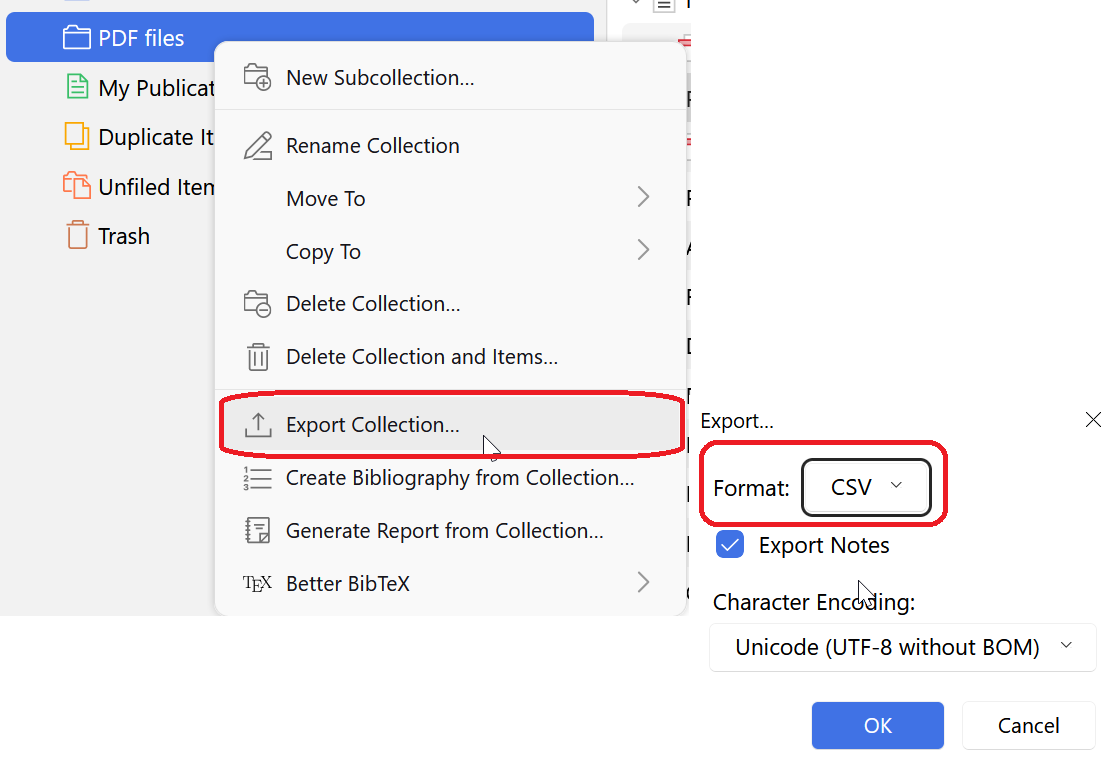 PDF files
My Publicat
Duplicate It
Unfiled Item
Trash
New Subcollection...
Rename Collection
Move To
Copy To
Delete Collection...
Delete Collection and Items...
Export Collection...
Create Bibliography from Collection...
Generate Report from Collection...
TEX Better BibTeX
Export...
Format: CSV
Export Notes
Character Encoding:
Unicode (UTF-8 without BOM)
OK Cancel